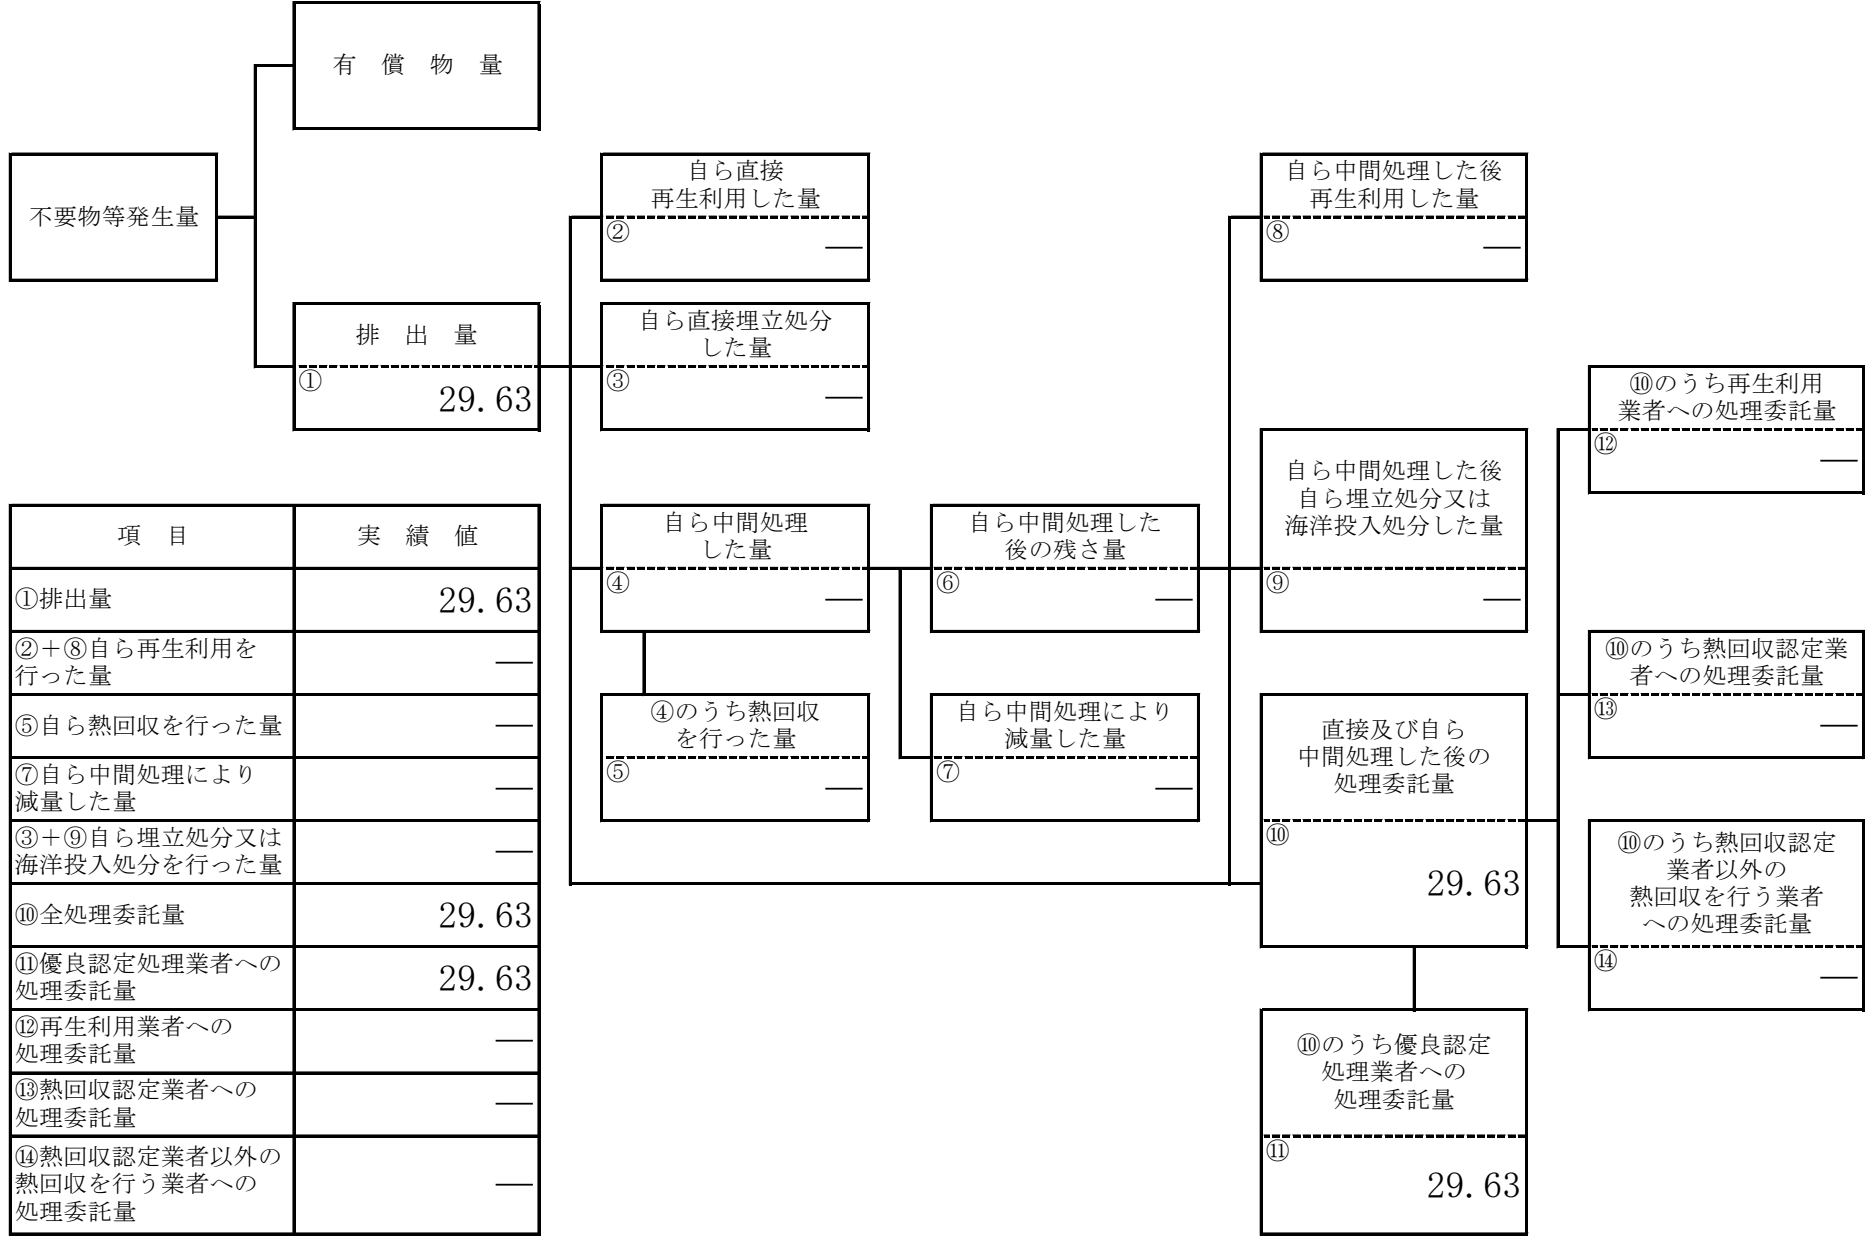 有　償　物　量
不要物等発生量
排　出　量
①
29.63
自ら直接
再生利用した量
②
―
自ら直接埋立処分
した量
③
―
自ら中間処理
した量
④
―
④のうち熱回収
を行った量
⑤
―
自ら中間処理した
後の残さ量
⑥
―
自ら中間処理により
減量した量
⑦
―
自ら中間処理した後
再生利用した量
⑧
―
自ら中間処理した後
自ら埋立処分又は
海洋投入処分した量
⑨
―
直接及び自ら
中間処理した後の
処理委託量
⑩
29.63
⑩のうち優良認定
処理業者への
処理委託量
⑪
29.63
⑩のうち再生利用
業者への処理委託量
⑫
―
⑩のうち熱回収認定業
者への処理委託量
⑬
―
⑩のうち熱回収認定
業者以外の
熱回収を行う業者
への処理委託量
⑭
―
項　目　実　績　値
①排出量 29.63
②＋⑧自ら再生利用を
行った量
―
⑤自ら熱回収を行った量 ―
⑦自ら中間処理により
減量した量
―
③＋⑨自ら埋立処分又は
海洋投入処分を行った量
―
⑩全処理委託量 29.63
⑪優良認定処理業者への
処理委託量
29.63
⑫再生利用業者への
処理委託量
―
⑬熱回収認定業者への
処理委託量
―
⑭熱回収認定業者以外の
熱回収を行う業者への
処理委託量
―